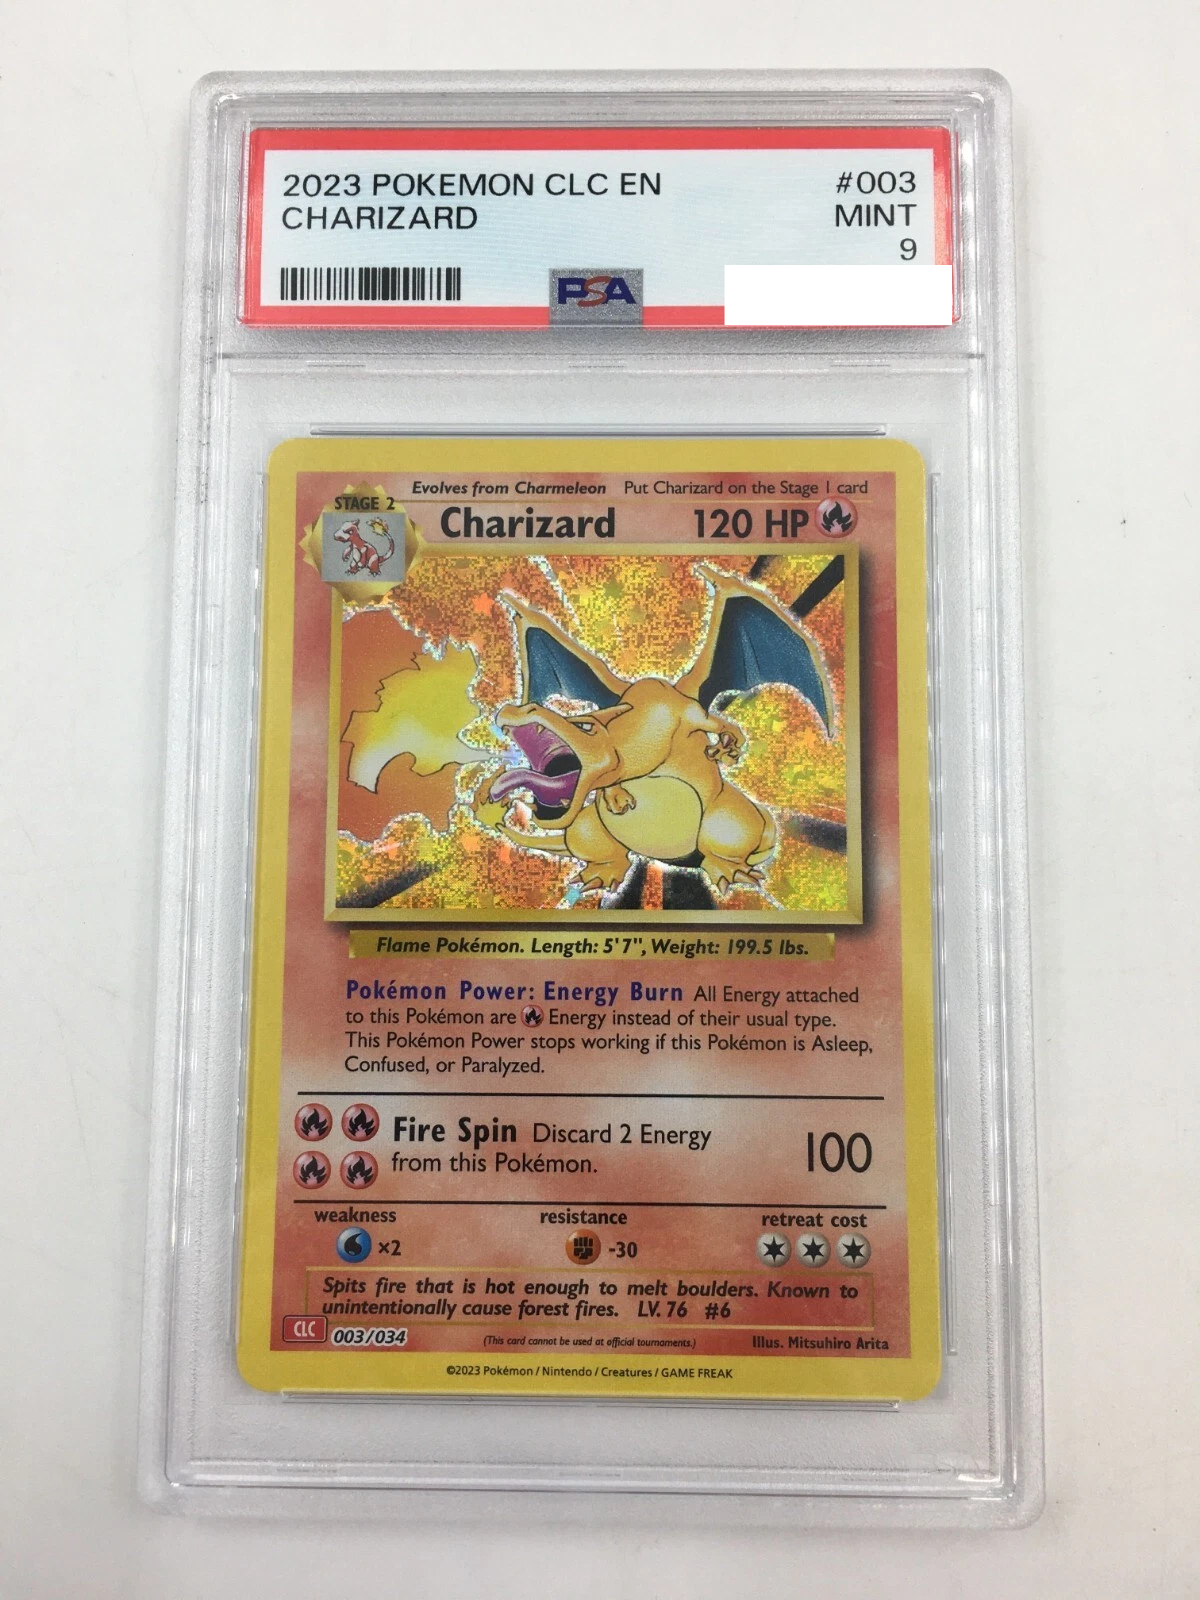 2023 POKEMON CLC EN #003
CHARIZARD MINT
9
PSA
Evolves from Charmeleon Put Charizard on the Stage 1 card
STAGE 2
Charizard 120 HP
Flame Pokémon. Length: 5'7", Weight: 199.5 lbs.
Pokémon Power: Energy Burn All Energy attached
to this Pokémon are Energy instead of their usual type.
This Pokémon Power stops working if this Pokémon is Asleep,
Confused, or Paralyzed.
Fire Spin Discard 2 Energy
from this Pokémon.
100
weakness resistance retreat cost
×2 -30
Spits fire that is hot enough to melt boulders. Known to
unintentionally cause forest fires. LV. 76 #6
CLC 003/034 (This card cannot be used at official tournaments.) Illus. Mitsuhiro Arita
©2023 Pokémon / Nintendo / Creatures / GAME FREAK